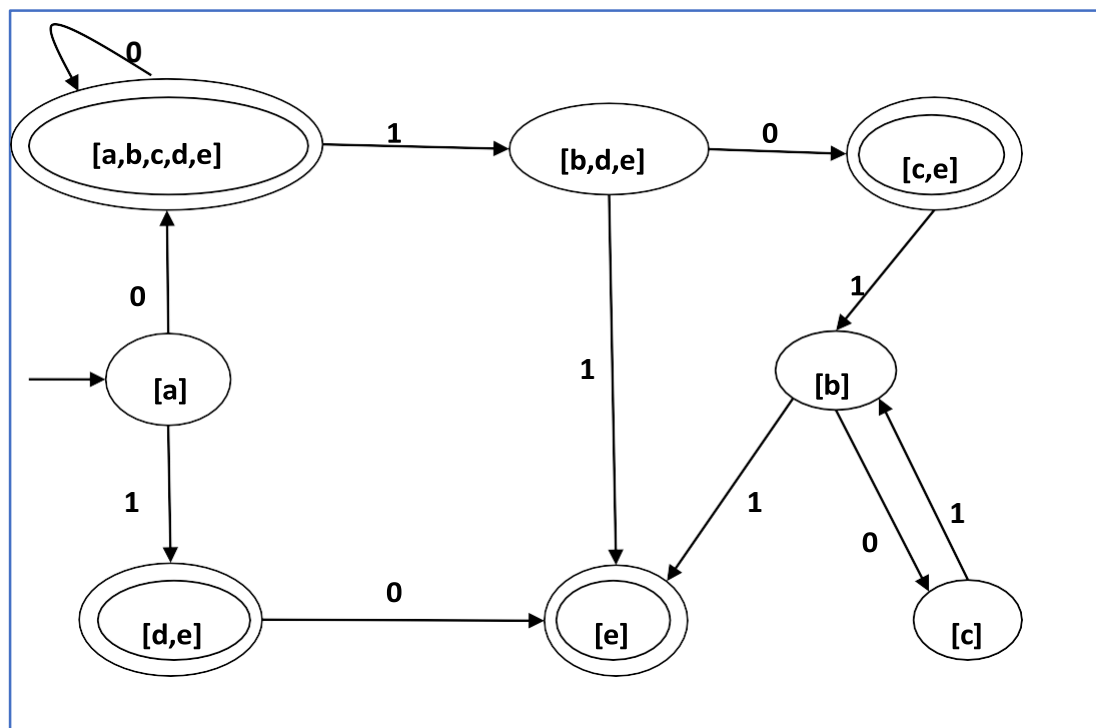 0
[a,b,c,d,e]
1
[b,d,e]
0
[c,e]
0
1
[a]
1
[b]
1
1
0
1
[d,e]
0
[e]
[c]